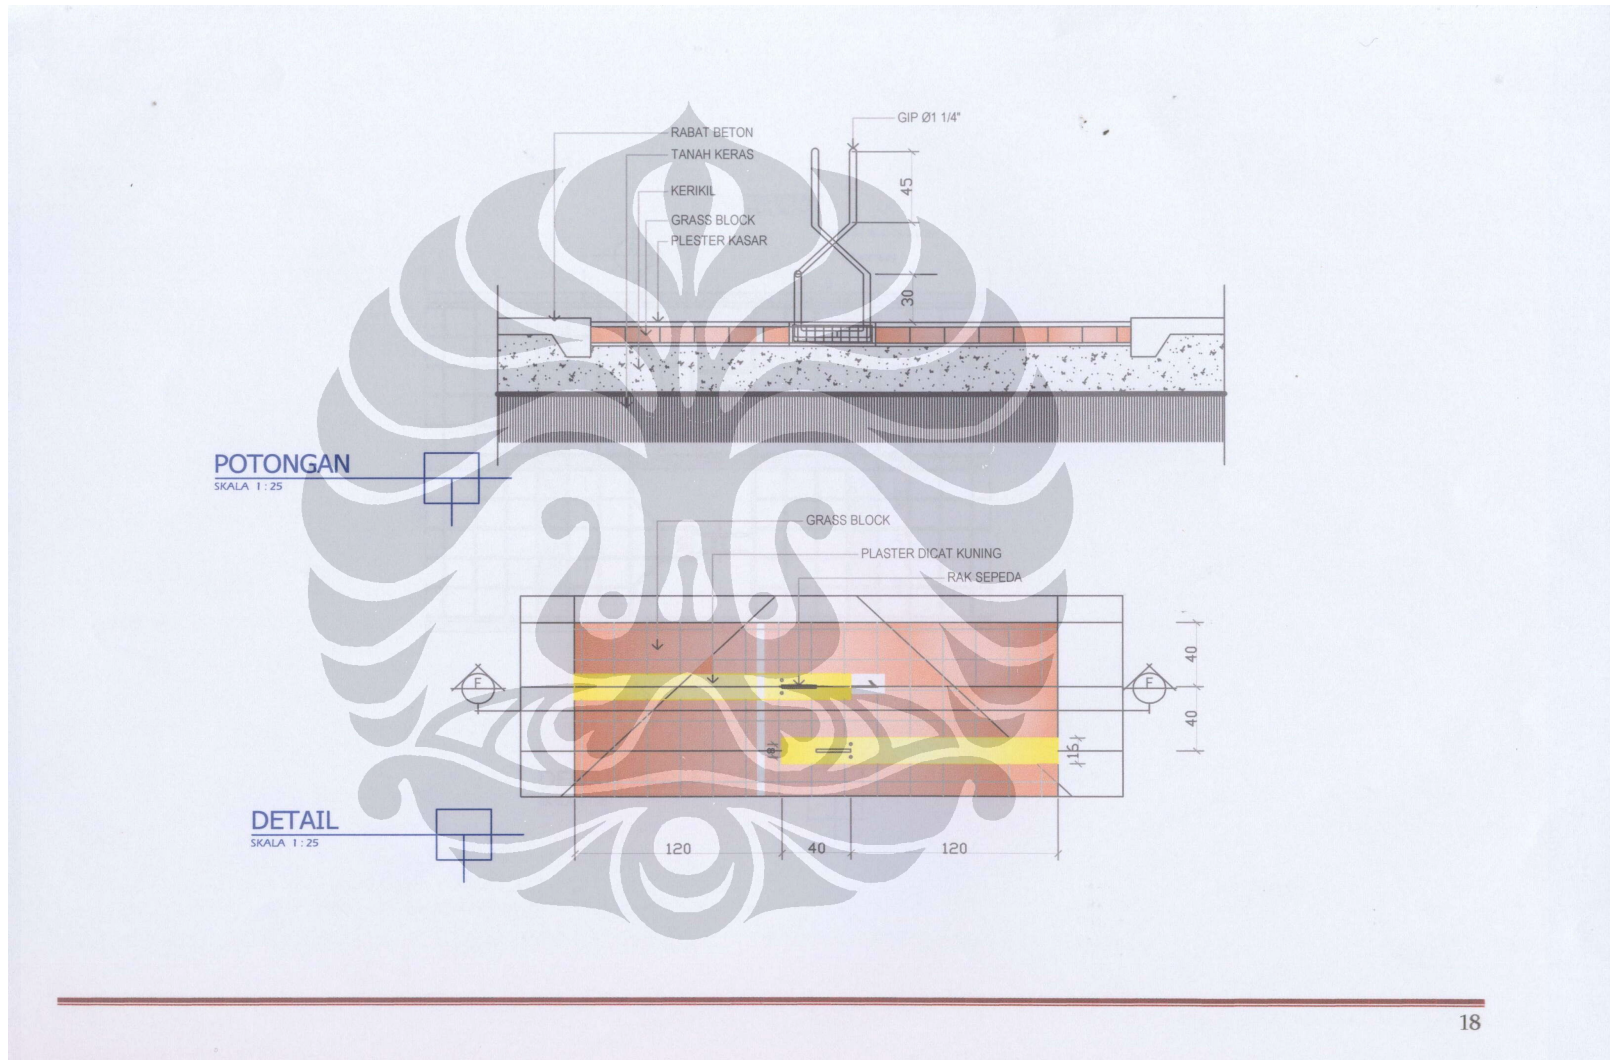 GIP Ø1 1/4"
RABAT BETON
TANAH KERAS
KERIKIL
GRASS BLOCK
PLESTER KASAR
45
30
POTONGAN
SKALA 1 : 25
GRASS BLOCK
PLASTER DICAT KUNING
RAK SEPEDA
F
F
40
40
8
15
DETAIL
SKALA 1 : 25
120
40
120
18